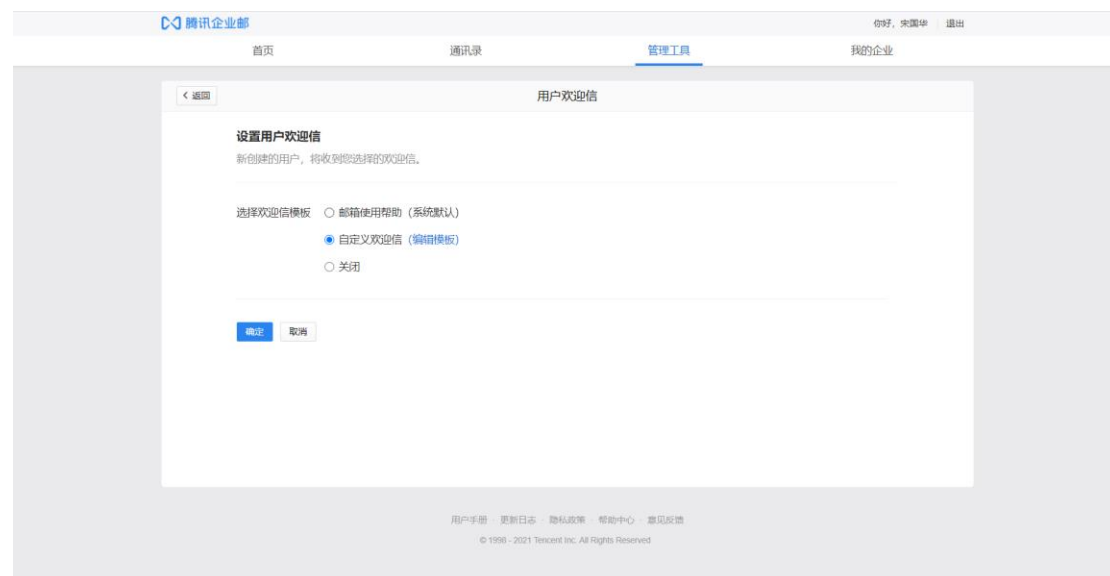 腾讯企业邮
你好，宋国华 退出
首页 通讯录 管理工具 我的企业
< 返回 用户欢迎信
设置用户欢迎信
新创建的用户，将收到您选择的欢迎信。
选择欢迎信模板 邮箱使用帮助（系统默认）
自定义欢迎信（编辑模板）
关闭
确定 取消
用户手册 更新日志 隐私政策 帮助中心 意见反馈
© 1998 - 2021 Tencent Inc. All Rights Reserved